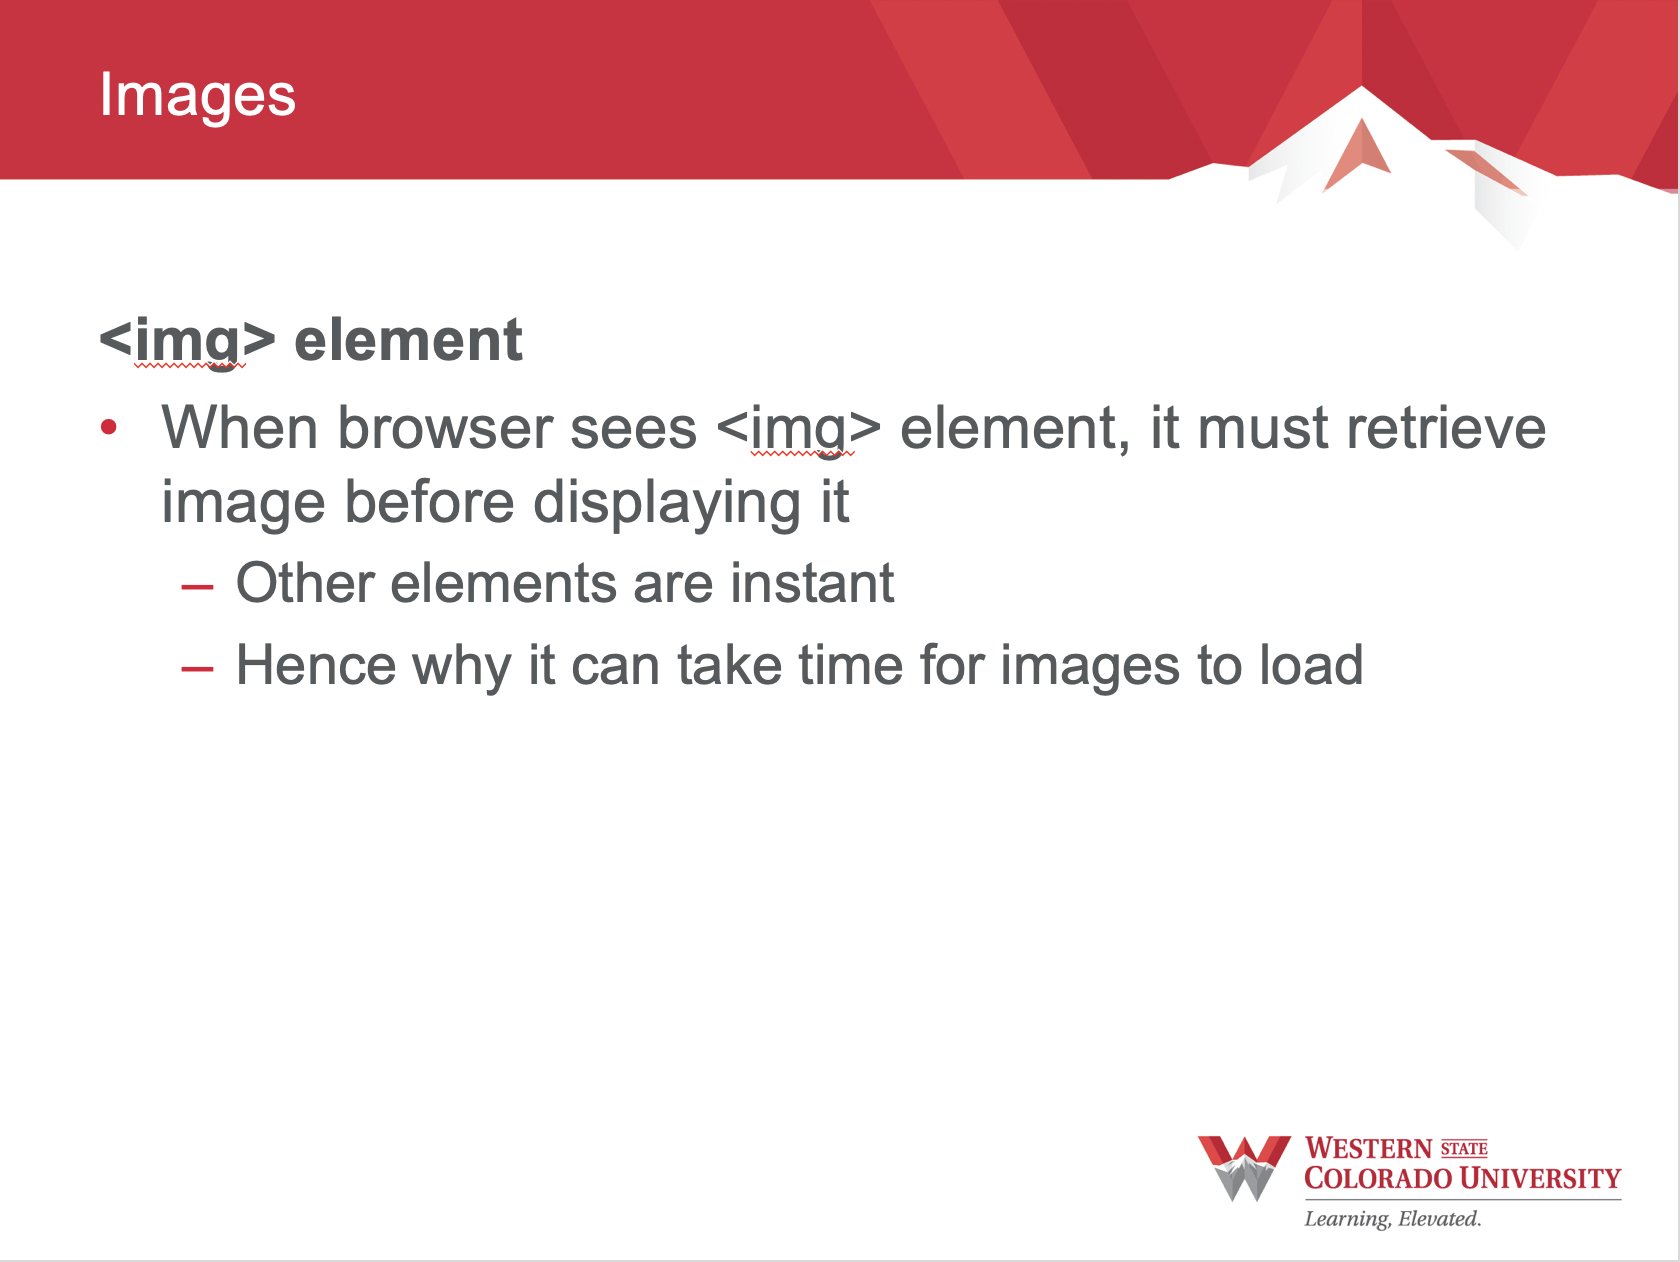 Images
<img> element
• When browser sees <img> element, it must retrieve
image before displaying it
– Other elements are instant
– Hence why it can take time for images to load
WESTERN STATE
COLORADO UNIVERSITY
Learning, Elevated.